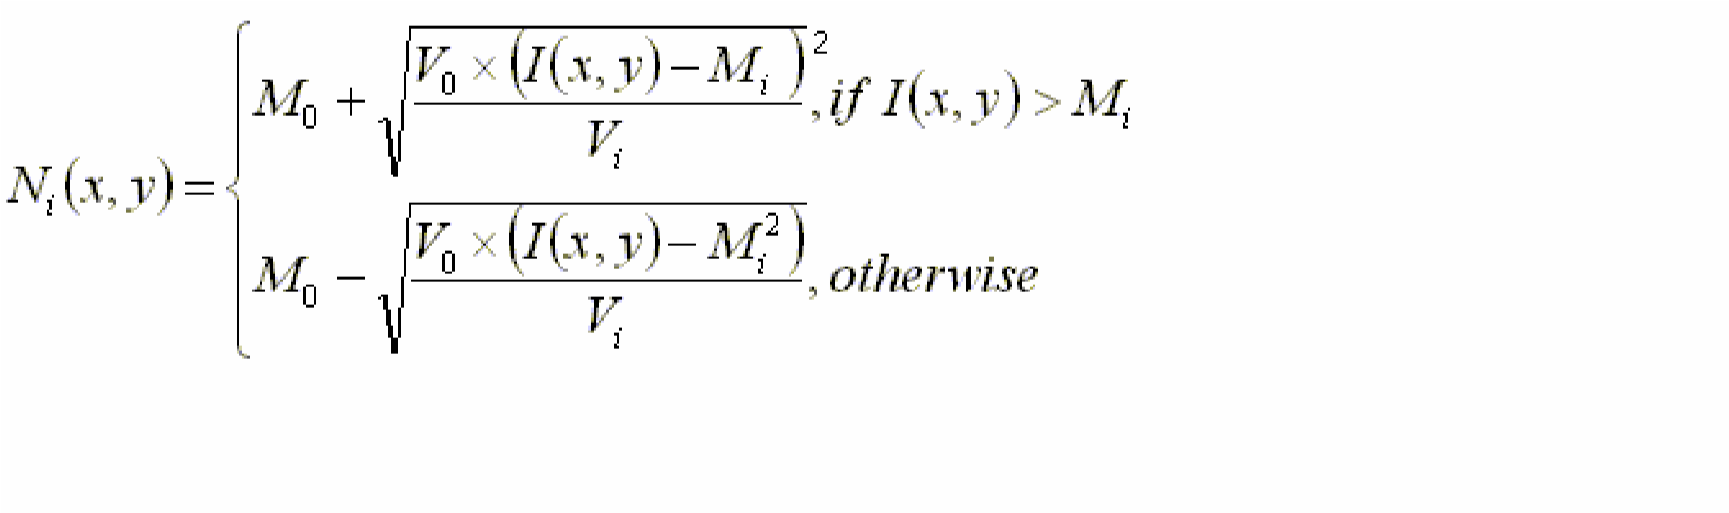 N_i(x, y) = { M_0 + √(V_0 × (I(x, y) − M_i) / V_i)^2 , if I(x, y) > M_i
M_0 − √(V_0 × (I(x, y) − M_i^2) / V_i) , otherwise